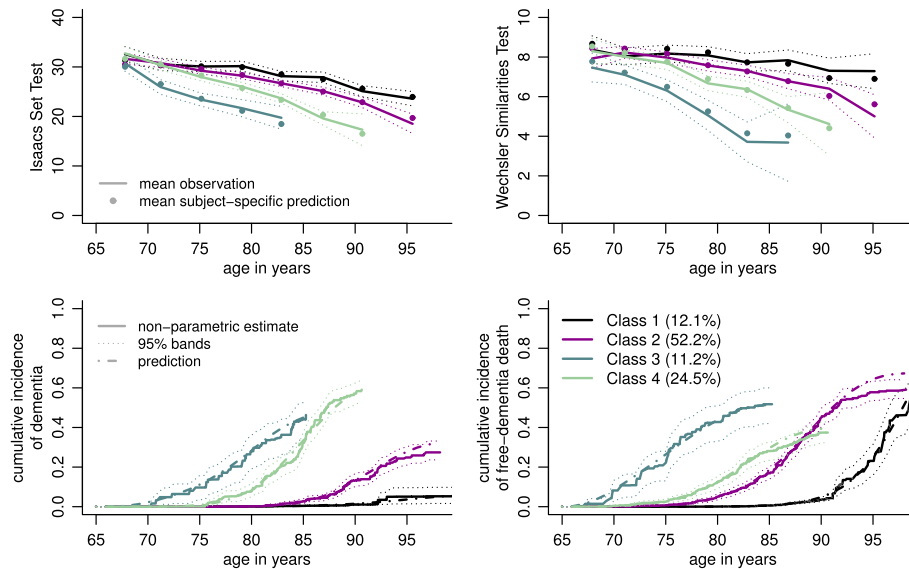 Isaacs Set Test
40
30
20
10
0
mean observation
mean subject−specific prediction
65 70 75 80 85 90 95
age in years
Wechsler Similarities Test
10
8
6
4
2
0
65 70 75 80 85 90 95
age in years
cumulative incidence
of dementia
1.0
0.8
0.6
0.4
0.2
0.0
non−parametric estimate
95% bands
prediction
65 70 75 80 85 90 95
age in years
cumulative incidence
of free−dementia death
1.0
0.8
0.6
0.4
0.2
0.0
Class 1 (12.1%)
Class 2 (52.2%)
Class 3 (11.2%)
Class 4 (24.5%)
65 70 75 80 85 90 95
age in years